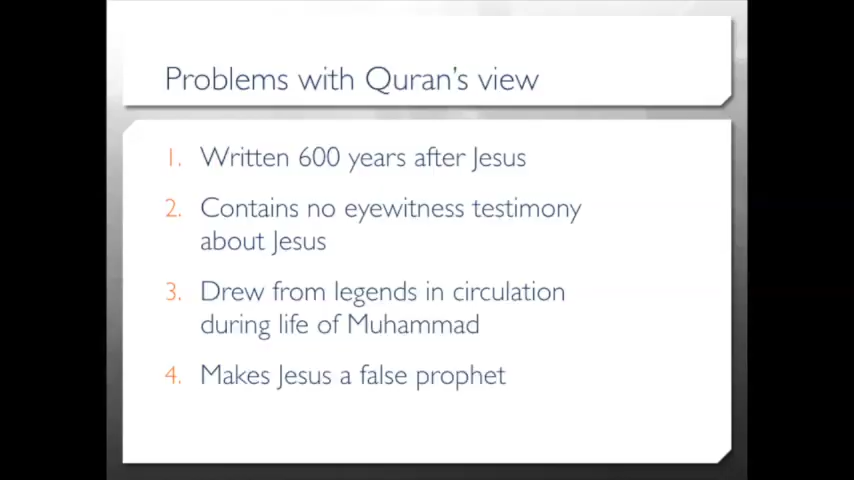 Problems with Quran's view
1. Written 600 years after Jesus
2. Contains no eyewitness testimony
about Jesus
3. Drew from legends in circulation
during life of Muhammad
4. Makes Jesus a false prophet